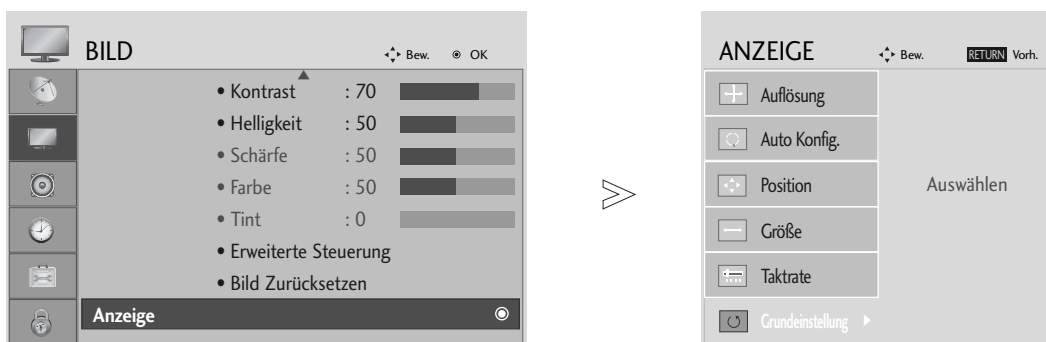 BILD
Bew. OK
• Kontrast : 70
• Helligkeit : 50
• Schärfe : 50
• Farbe : 50
• Tint : 0
• Erweiterte Steuerung
• Bild Zurücksetzen
Anzeige
ANZEIGE
Bew. RETURN Vorh.
Auflösung
Auto Konfig.
Position
Größe
Taktrate
Grundeinstellung
Auswählen